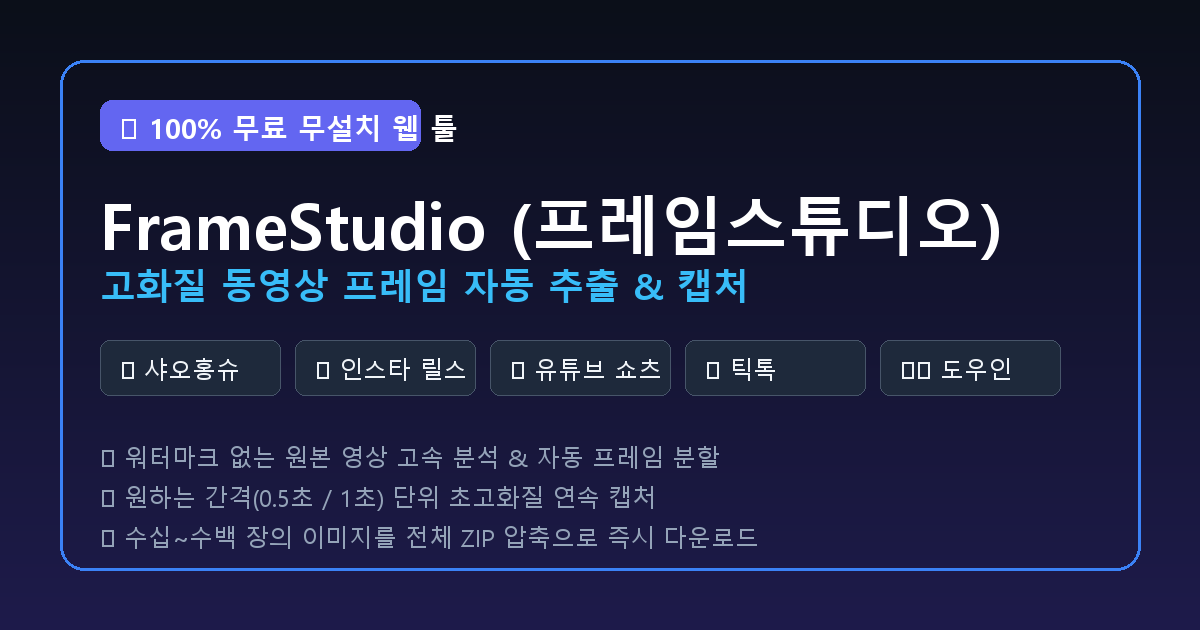 100% 무료 무설치 웹 툴
FrameStudio (프레임스튜디오)
고화질 동영상 프레임 자동 추출 & 캡처
샤오홍슈 인스타 릴스 유튜브 쇼츠 틱톡 도우인
워터마크 없는 원본 영상 고속 분석 & 자동 프레임 분할
원하는 간격(0.5초 / 1초) 단위 초고화질 연속 캡처
수십~수백 장의 이미지를 전체 ZIP 압축으로 즉시 다운로드